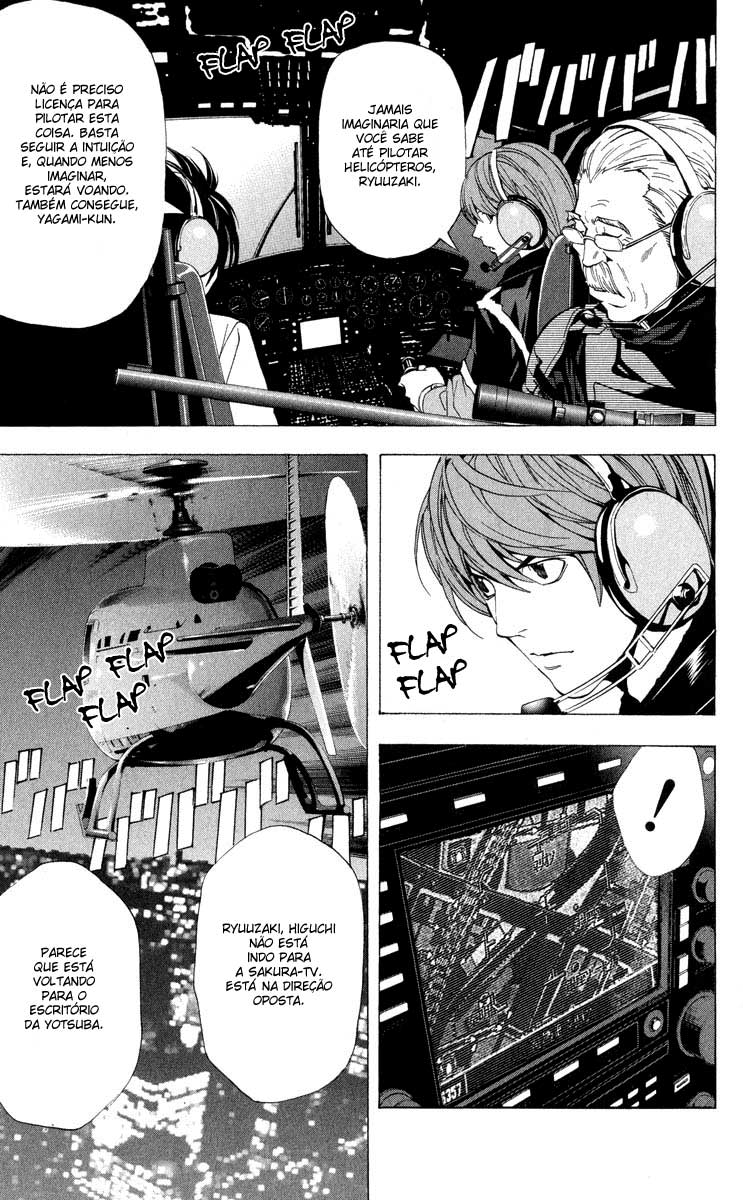 FLAP FLAP
JAMAIS
IMAGINARIA QUE
VOCÊ SABE
ATÉ PILOTAR
HELICÓPTEROS,
RYUUZAKI.
NÃO É PRECISO
LICENÇA PARA
PILOTAR ESTA
COISA. BASTA
SEGUIR A INTUIÇÃO
E, QUANDO MENOS
IMAGINAR,
ESTARÁ VOANDO.
TAMBÉM CONSEGUE,
YAGAMI-KUN.
FLAP
FLAP
FLAP FLAP
FLAP
!
6357
RYUUZAKI, HIGUCHI
NÃO ESTÁ
INDO PARA
A SAKURA-TV.
ESTÁ NA DIREÇÃO
OPOSTA.
PARECE
QUE ESTÁ
VOLTANDO
PARA O
ESCRITÓRIO
DA YOTSUBA.